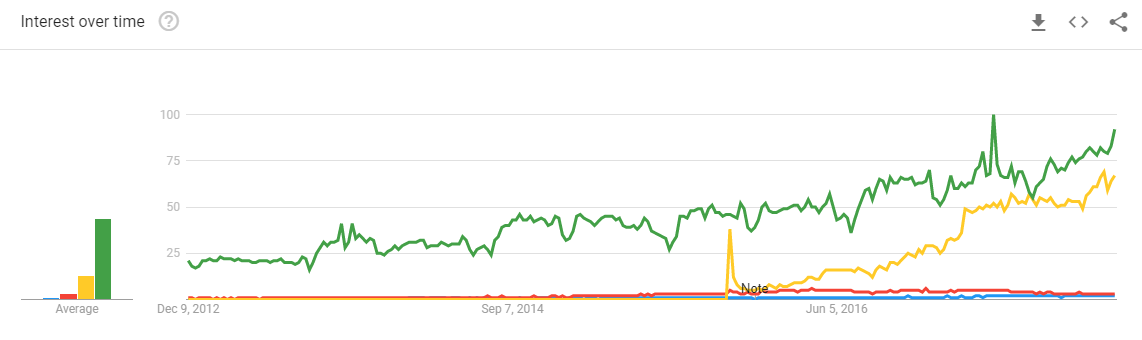 Interest over time ?
100
75
50
25
Note
Average
Dec 9, 2012 Sep 7, 2014 Jun 5, 2016